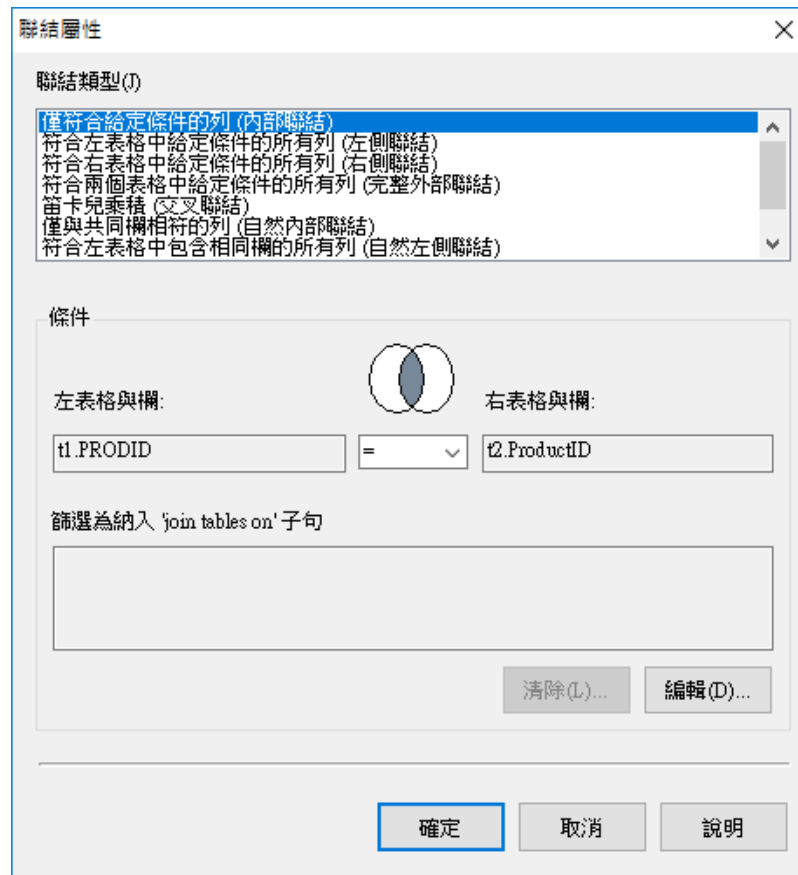 聯結屬性
聯結類型(J)
僅符合給定條件的列 (內部聯結)
符合左表格中給定條件的所有列 (左側聯結)
符合右表格中給定條件的所有列 (右側聯結)
符合兩個表格中給定條件的所有列 (完整外部聯結)
笛卡兒乘積 (交叉聯結)
僅與共同欄相符的列 (自然內部聯結)
符合左表格中包含相同欄的所有列 (自然左側聯結)
條件
左表格與欄:
右表格與欄:
t1.PRODID
=
t2.ProductID
篩選為納入 'join tables on' 子句
清除(L)...
編輯(D)...
確定
取消
說明